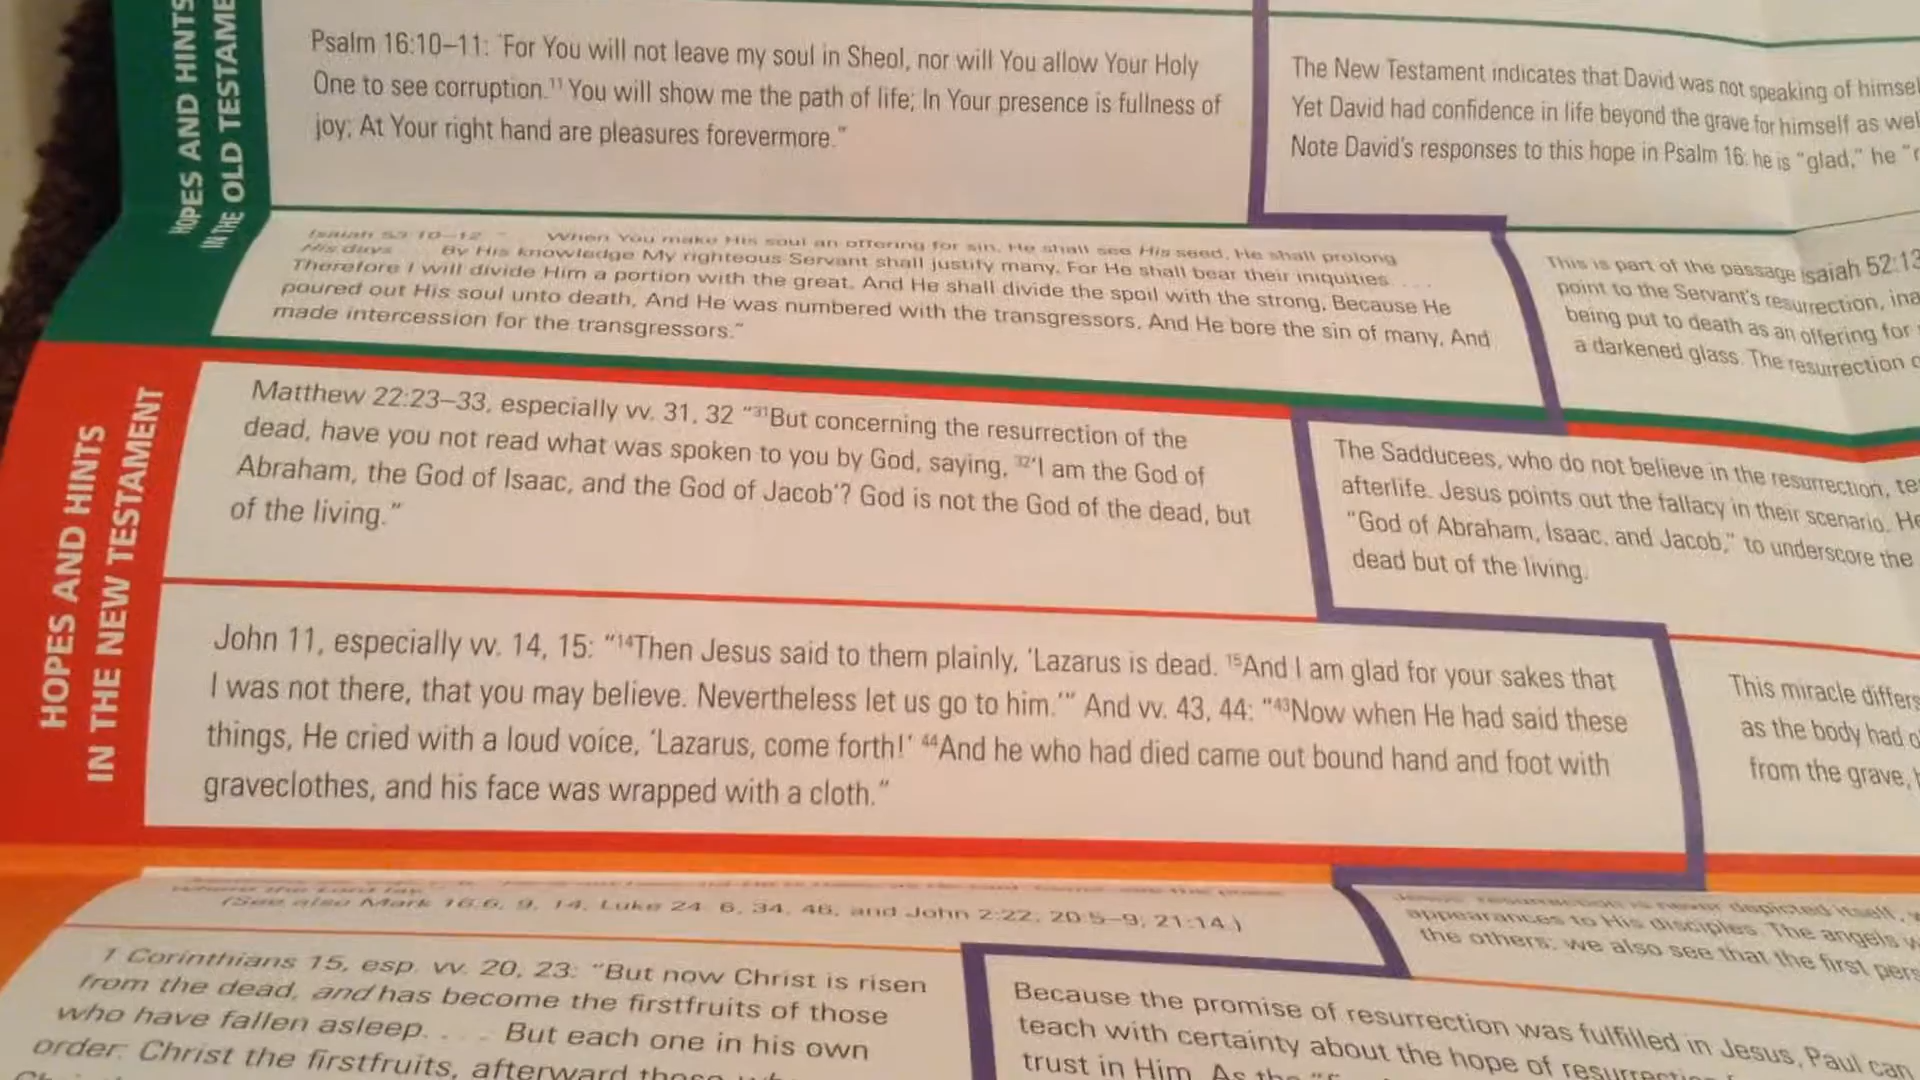 HOPES AND HINTS
IN THE OLD TESTAME
Psalm 16:10–11: "For You will not leave my soul in Sheol, nor will You allow Your Holy
One to see corruption.¹¹ You will show me the path of life; In Your presence is fullness of
joy; At Your right hand are pleasures forevermore."
The New Testament indicates that David was not speaking of himsel
Yet David had confidence in life beyond the grave for himself as wel
Note David's responses to this hope in Psalm 16: he is "glad," he "r
Isaiah 53:10–12 " When You make His soul an offering for sin, He shall see His seed, He shall prolong
His days By His knowledge My righteous Servant shall justify many, For He shall bear their iniquities . . .
Therefore I will divide Him a portion with the great, And He shall divide the spoil with the strong, Because He
poured out His soul unto death, And He was numbered with the transgressors, And He bore the sin of many, And
made intercession for the transgressors."
This is part of the passage Isaiah 52:13
point to the Servant's resurrection, ina
being put to death as an offering for
a darkened glass. The resurrection o
HOPES AND HINTS
IN THE NEW TESTAMENT
Matthew 22:23–33, especially vv. 31, 32 "³¹But concerning the resurrection of the
dead, have you not read what was spoken to you by God, saying, ³²'I am the God of
Abraham, the God of Isaac, and the God of Jacob'? God is not the God of the dead, but
of the living."
The Sadducees, who do not believe in the resurrection, te
afterlife. Jesus points out the fallacy in their scenario. He
"God of Abraham, Isaac, and Jacob," to underscore the
dead but of the living.
John 11, especially vv. 14, 15: "¹⁴Then Jesus said to them plainly, 'Lazarus is dead. ¹⁵And I am glad for your sakes that
I was not there, that you may believe. Nevertheless let us go to him.'" And vv. 43, 44: "⁴³Now when He had said these
things, He cried with a loud voice, 'Lazarus, come forth!' ⁴⁴And he who had died came out bound hand and foot with
graveclothes, and his face was wrapped with a cloth."
This miracle differs
as the body had o
from the grave, h
(See also Mark 16:6, 9, 14, Luke 24:6, 34, 46, and John 2:22; 20:5–9; 21:14.)
is never depicted itself,
appearances to His disciples. The angels w
the others; we also see that the first pers
1 Corinthians 15, esp. vv. 20, 23: "But now Christ is risen
from the dead, and has become the firstfruits of those
who have fallen asleep. . . . But each one in his own
order: Christ the firstfruits, afterward those
Because the promise of resurrection was fulfilled in Jesus, Paul can
teach with certainty about the hope of resurrection
trust in Him. As the